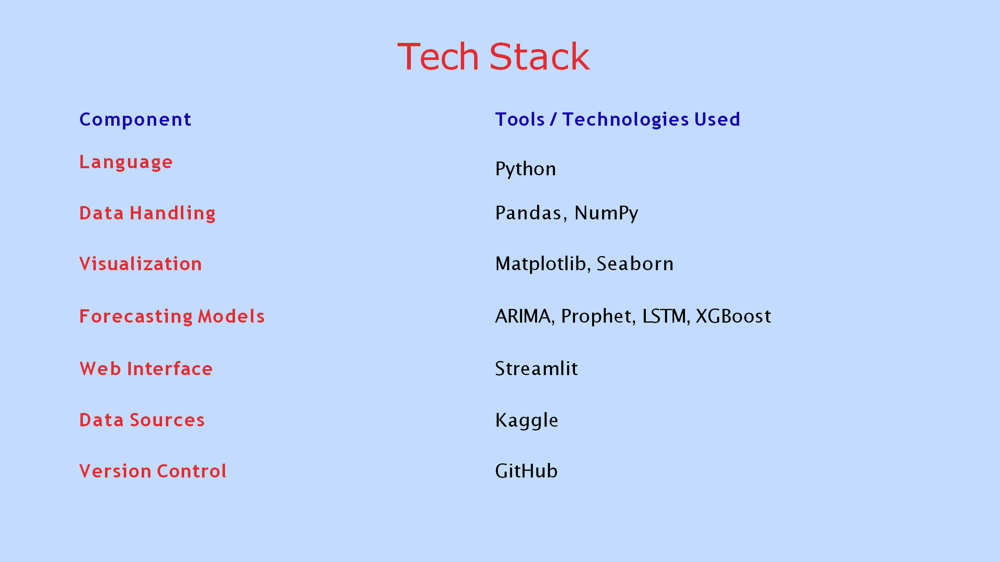 Tech Stack
Component
Tools / Technologies Used
Language
Python
Data Handling
Pandas, NumPy
Visualization
Matplotlib, Seaborn
Forecasting Models
ARIMA, Prophet, LSTM, XGBoost
Web Interface
Streamlit
Data Sources
Kaggle
Version Control
GitHub